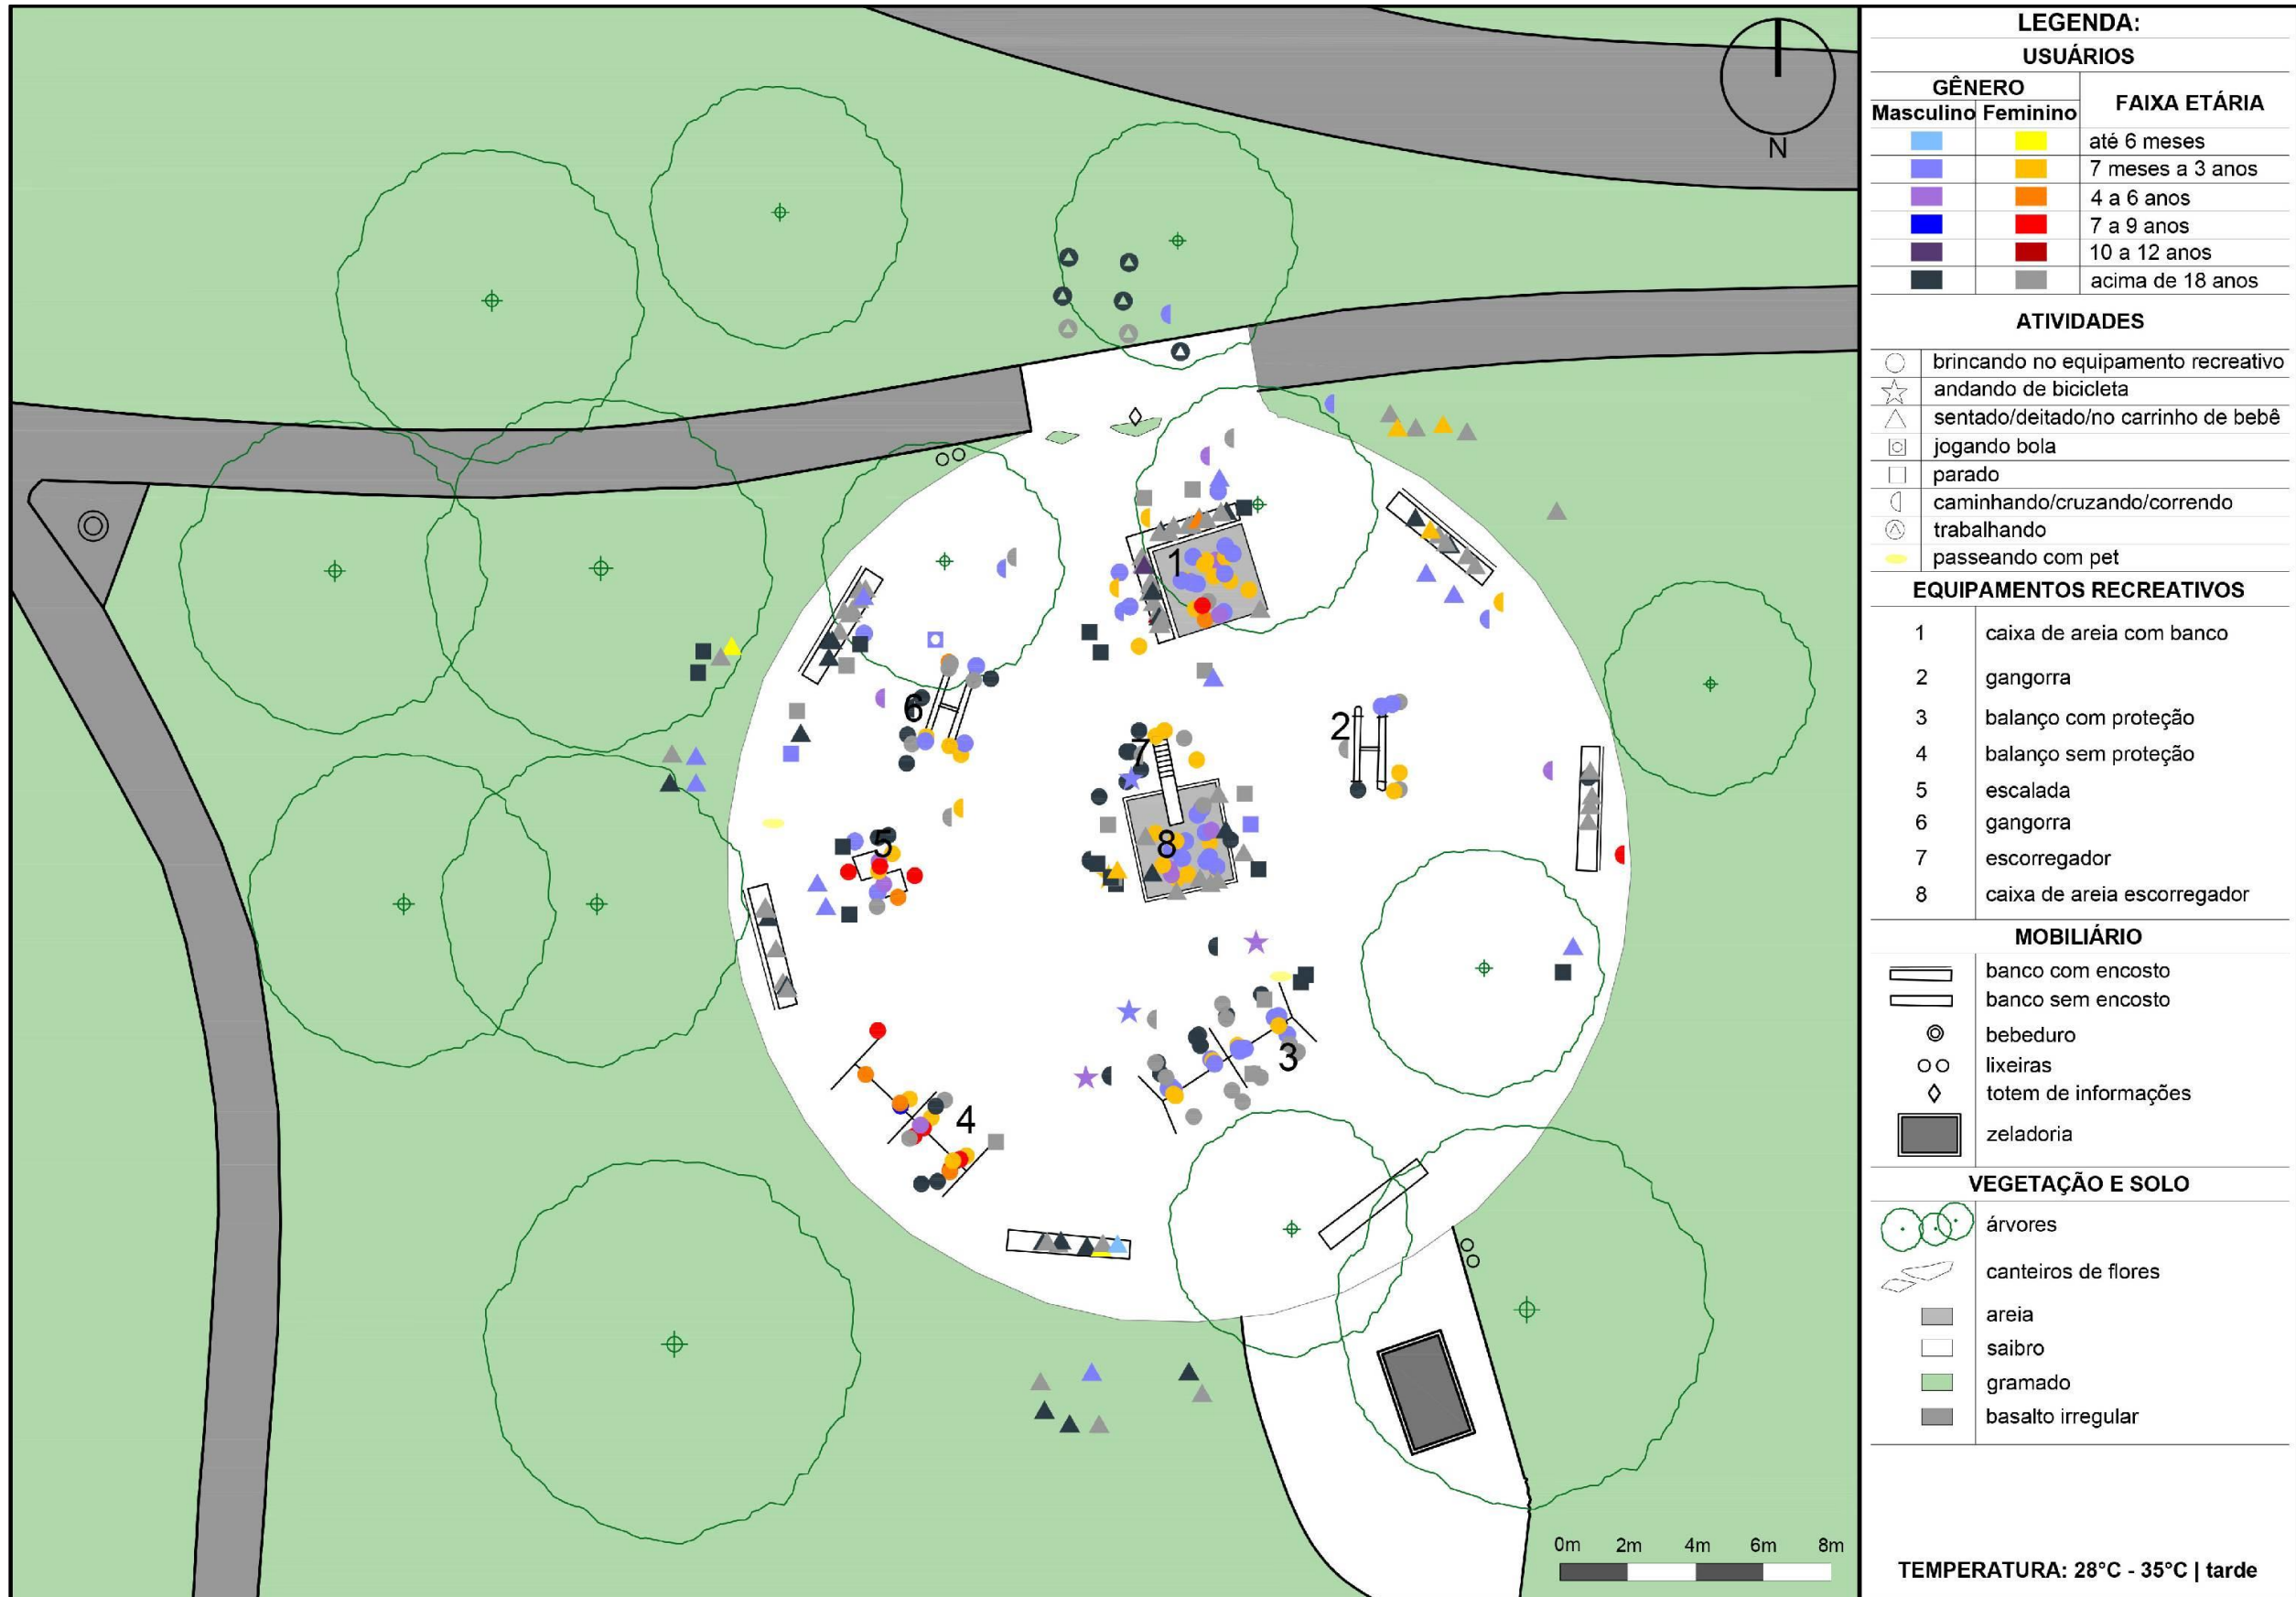 N
1
2
3
4
5
6
7
8
0m 2m 4m 6m 8m
LEGENDA:
USUÁRIOS
GÊNERO FAIXA ETÁRIA
Masculino Feminino
até 6 meses
7 meses a 3 anos
4 a 6 anos
7 a 9 anos
10 a 12 anos
acima de 18 anos
ATIVIDADES
brincando no equipamento recreativo
andando de bicicleta
sentado/deitado/no carrinho de bebê
jogando bola
parado
caminhando/cruzando/correndo
trabalhando
passeando com pet
EQUIPAMENTOS RECREATIVOS
1 caixa de areia com banco
2 gangorra
3 balanço com proteção
4 balanço sem proteção
5 escalada
6 gangorra
7 escorregador
8 caixa de areia escorregador
MOBILIÁRIO
banco com encosto
banco sem encosto
bebeduro
lixeiras
totem de informações
zeladoria
VEGETAÇÃO E SOLO
árvores
canteiros de flores
areia
saibro
gramado
basalto irregular
TEMPERATURA: 28°C - 35°C | tarde